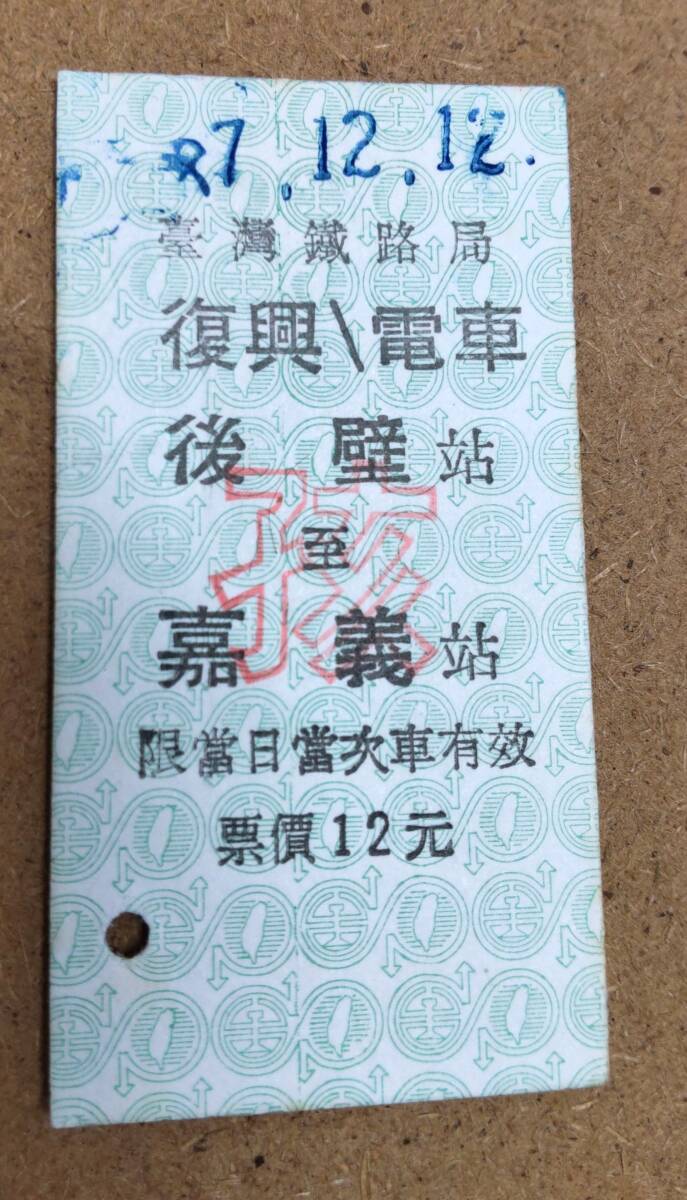 87.12.12.
臺灣鐵路局
復興\電車
後壁站
至
孩
嘉義站
限當日當次車有效
票價12元